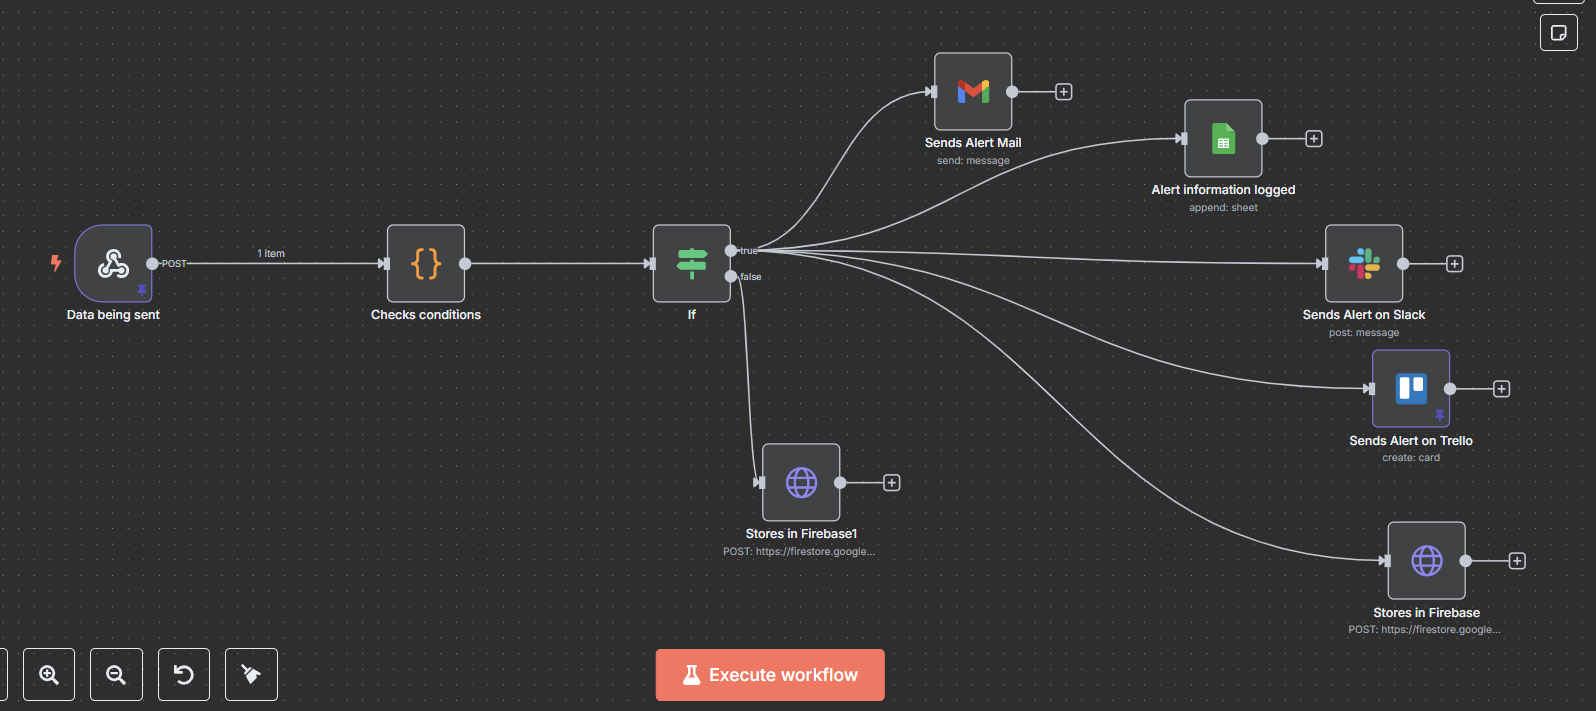 Sends Alert Mail
send: message
Alert information logged
append: sheet
POST
1 item
true
false
Data being sent
Checks conditions
If
Sends Alert on Slack
post: message
Sends Alert on Trello
create: card
Stores in Firebase1
POST: https://firestore.google...
Stores in Firebase
POST: https://firestore.google...
Execute workflow